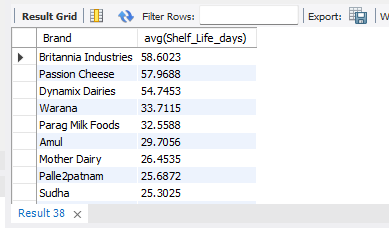 Result Grid Filter Rows: Export: W
Brand avg(Shelf_Life_days)
Britannia Industries 58.6023
Passion Cheese 57.9688
Dynamix Dairies 54.7453
Warana 33.7115
Parag Milk Foods 32.5588
Amul 29.7056
Mother Dairy 26.4535
Palle2patnam 25.6872
Sudha 25.3025
Result 38 ×